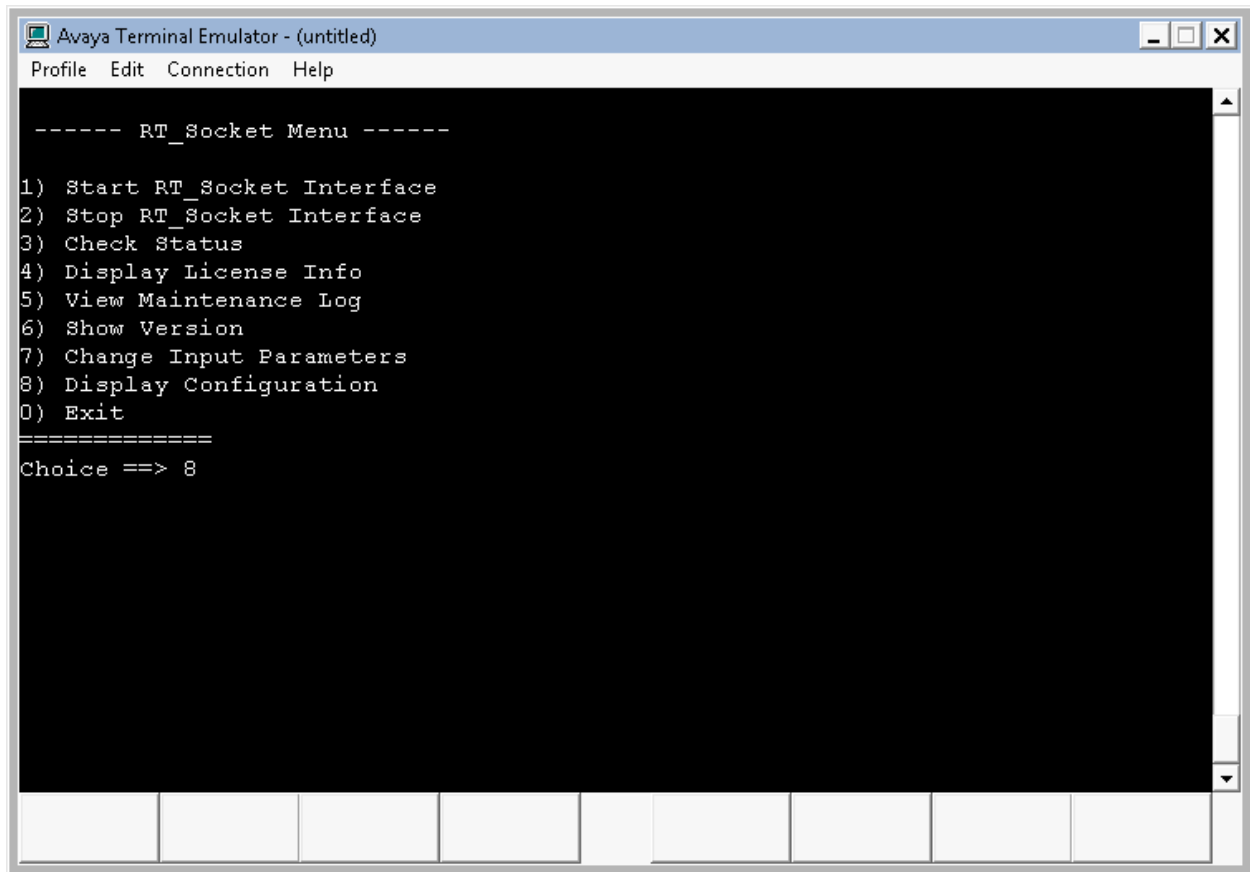 Avaya Terminal Emulator - (untitled)
Profile Edit Connection Help
------ RT_Socket Menu ------
1) Start RT_Socket Interface
2) Stop RT_Socket Interface
3) Check Status
4) Display License Info
5) View Maintenance Log
6) Show Version
7) Change Input Parameters
8) Display Configuration
0) Exit
=============
Choice ==> 8